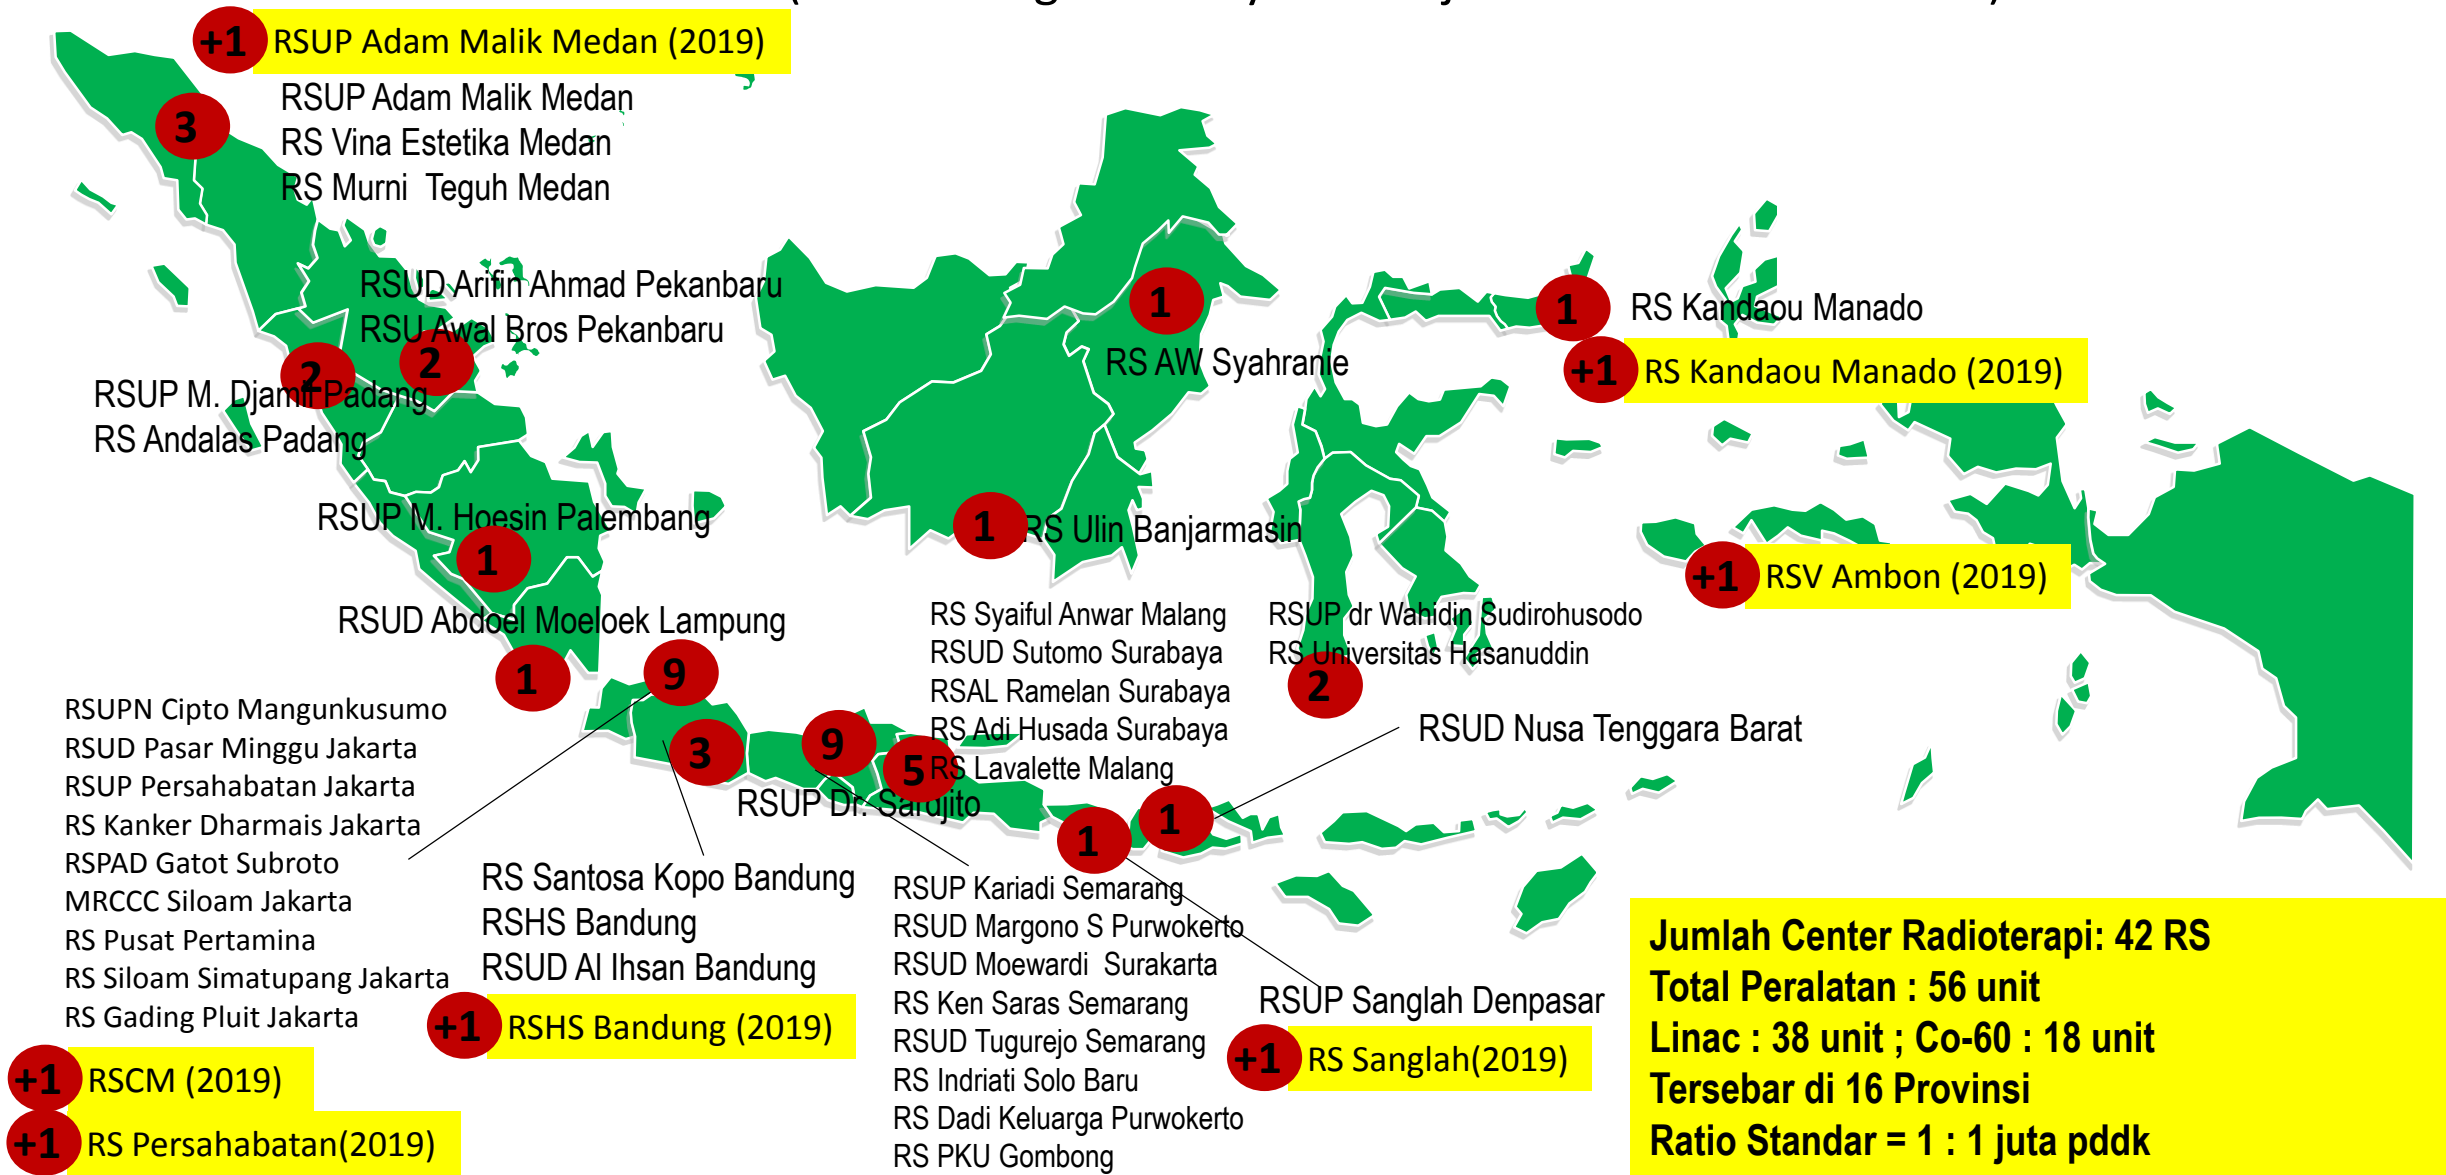 +1 RSUP Adam Malik Medan (2019)
3
RSUP Adam Malik Medan
RS Vina Estetika Medan
RS Murni Teguh Medan
RSUD Arifin Ahmad Pekanbaru
RSU Awal Bros Pekanbaru
2
2
RSUP M. Djamil Padang
RS Andalas Padang
1
RS AW Syahranie
1
RS Kandaou Manado
+1 RS Kandaou Manado (2019)
RSUP M. Hoesin Palembang
1
1
RS Ulin Banjarmasin
+1 RSV Ambon (2019)
RSUD Abdoel Moeloek Lampung
1
9
RS Syaiful Anwar Malang
RSUD Sutomo Surabaya
RSAL Ramelan Surabaya
RS Adi Husada Surabaya
RS Lavalette Malang
RSUP dr Wahidin Sudirohusodo
RS Universitas Hasanuddin
2
RSUD Nusa Tenggara Barat
3
9
5
RSUP Dr. Sardjito
1
1
RSUPN Cipto Mangunkusumo
RSUD Pasar Minggu Jakarta
RSUP Persahabatan Jakarta
RS Kanker Dharmais Jakarta
RSPAD Gatot Subroto
MRCCC Siloam Jakarta
RS Pusat Pertamina
RS Siloam Simatupang Jakarta
RS Gading Pluit Jakarta
+1 RSCM (2019)
+1 RS Persahabatan(2019)
RS Santosa Kopo Bandung
RSHS Bandung
RSUD Al Ihsan Bandung
+1 RSHS Bandung (2019)
RSUP Kariadi Semarang
RSUD Margono S Purwokerto
RSUD Moewardi Surakarta
RS Ken Saras Semarang
RSUD Tugurejo Semarang
RS Indriati Solo Baru
RS Dadi Keluarga Purwokerto
RS PKU Gombong
RSUP Sanglah Denpasar
+1 RS Sanglah(2019)
Jumlah Center Radioterapi: 42 RS
Total Peralatan : 56 unit
Linac : 38 unit ; Co-60 : 18 unit
Tersebar di 16 Provinsi
Ratio Standar = 1 : 1 juta pddk